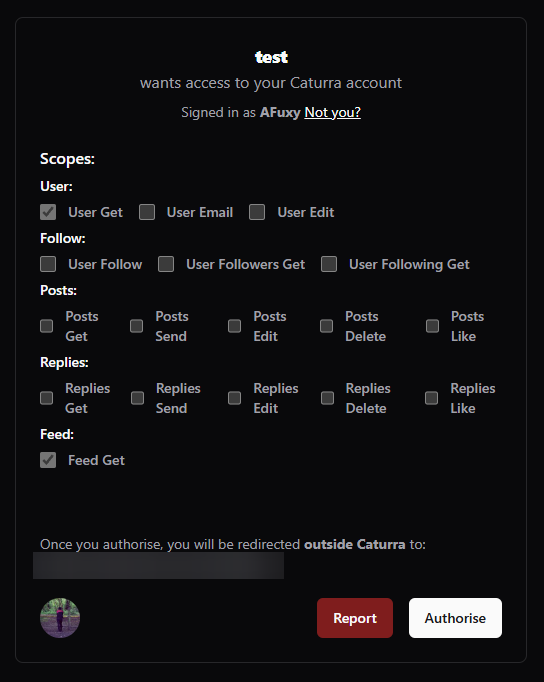 test
wants access to your Caturra account
Signed in as AFuxy Not you?
Scopes:
User:
User Get User Email User Edit
Follow:
User Follow User Followers Get User Following Get
Posts:
Posts Get Posts Send Posts Edit Posts Delete Posts Like
Replies:
Replies Get Replies Send Replies Edit Replies Delete Replies Like
Feed:
Feed Get
Once you authorise, you will be redirected outside Caturra to:
Report Authorise